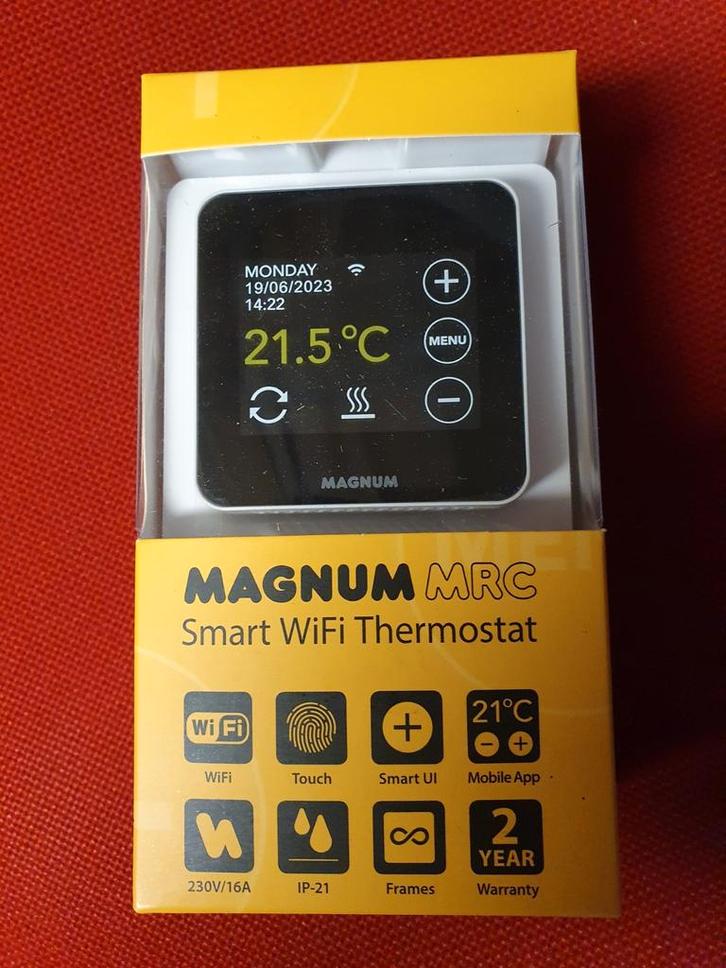 MONDAY
19/06/2023
14:22
21.5 °C
+
MENU
−
MAGNUM
MAGNUM MRC
Smart WiFi Thermostat
WiFi
WiFi
Touch
+
Smart UI
21°C
− +
Mobile App
230V/16A
IP-21
∞
Frames
2
YEAR
Warranty